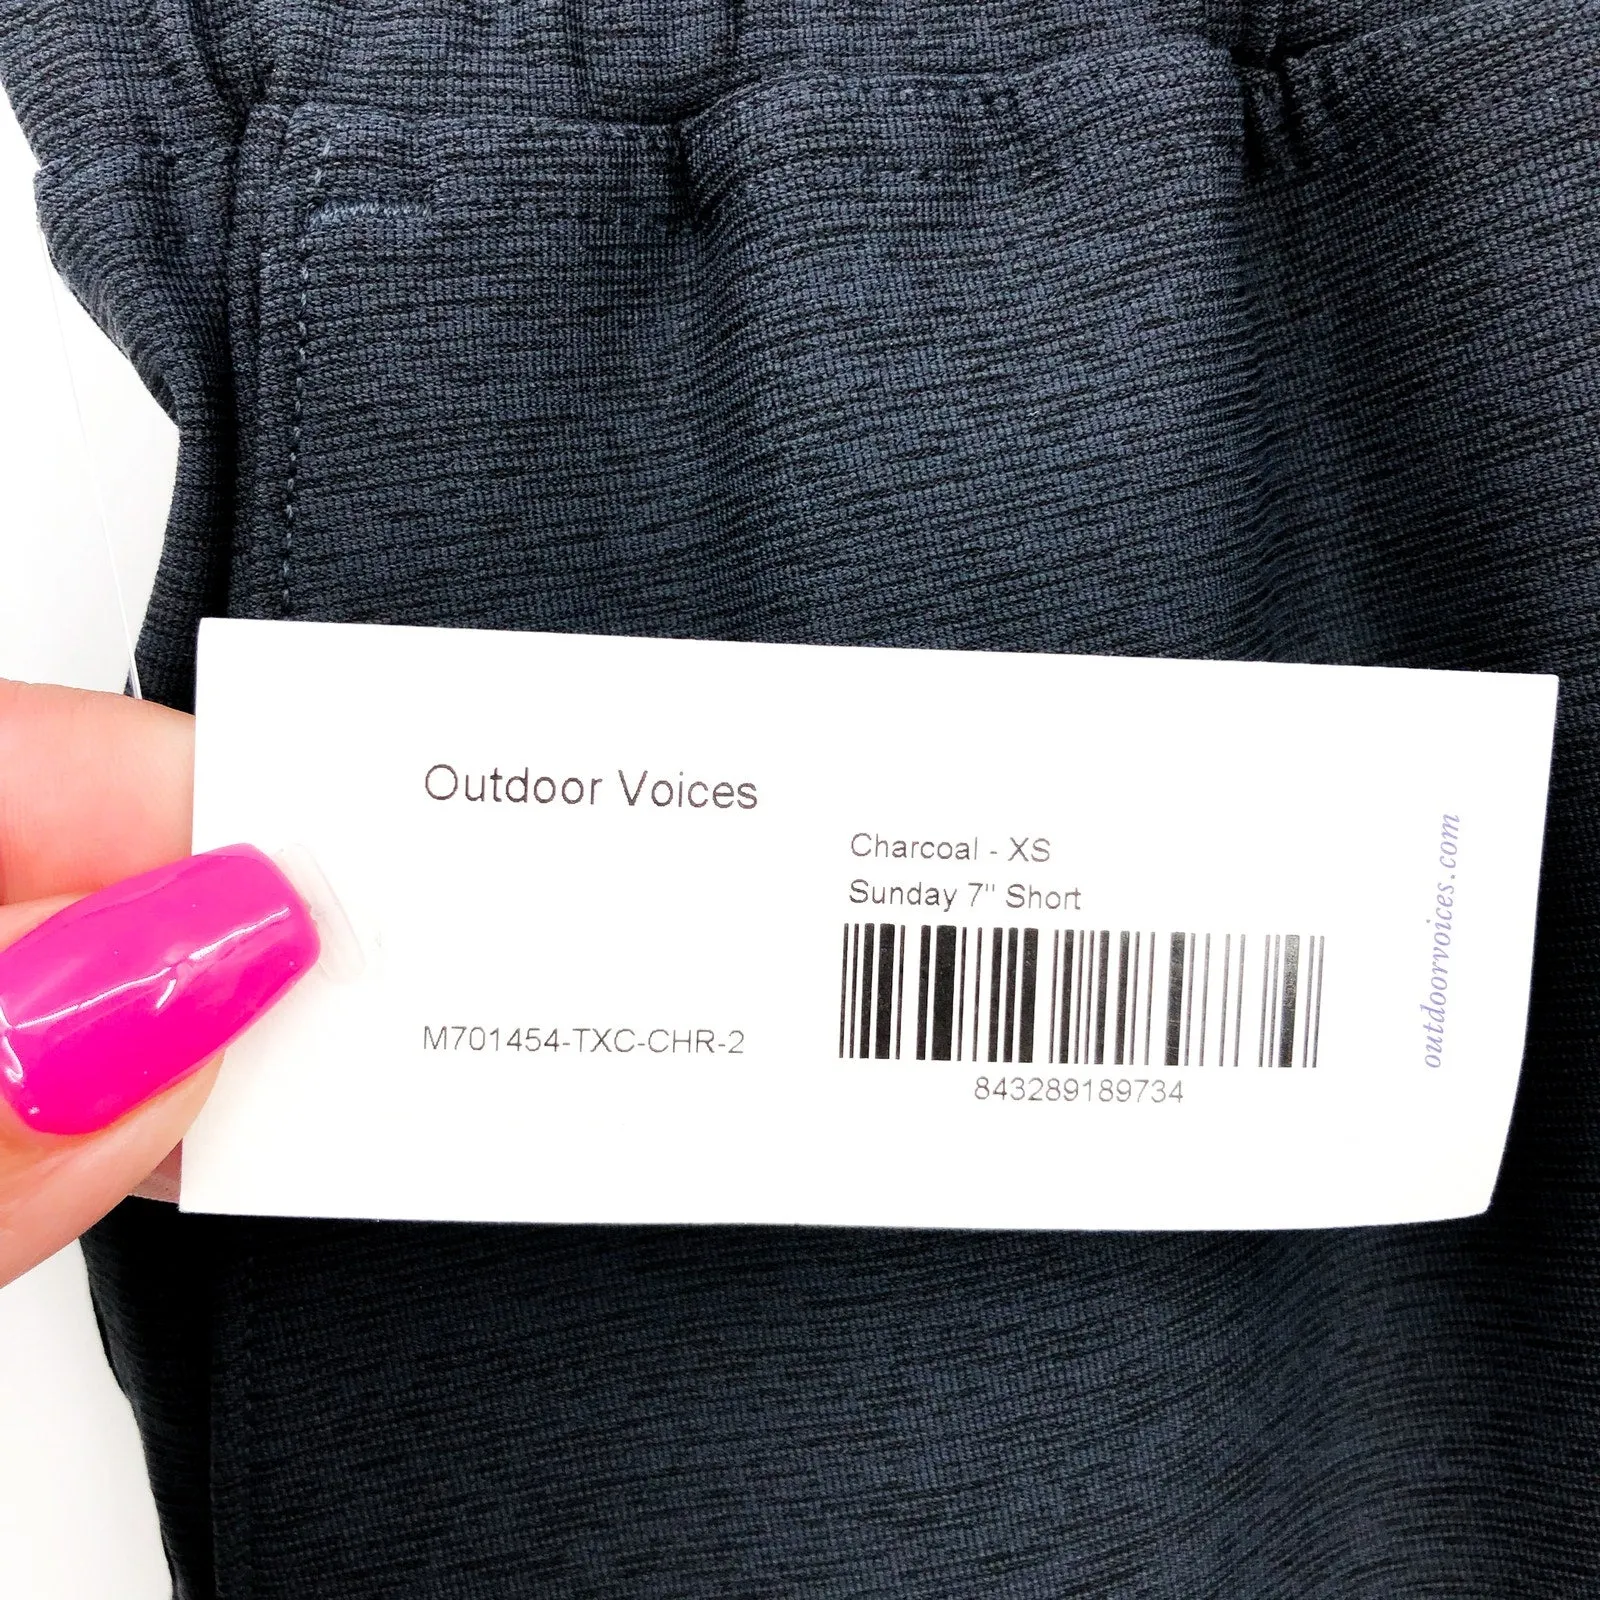 Outdoor Voices
Charcoal - XS
Sunday 7" Short
M701454-TXC-CHR-2
843289189734
outdoorvoices.com